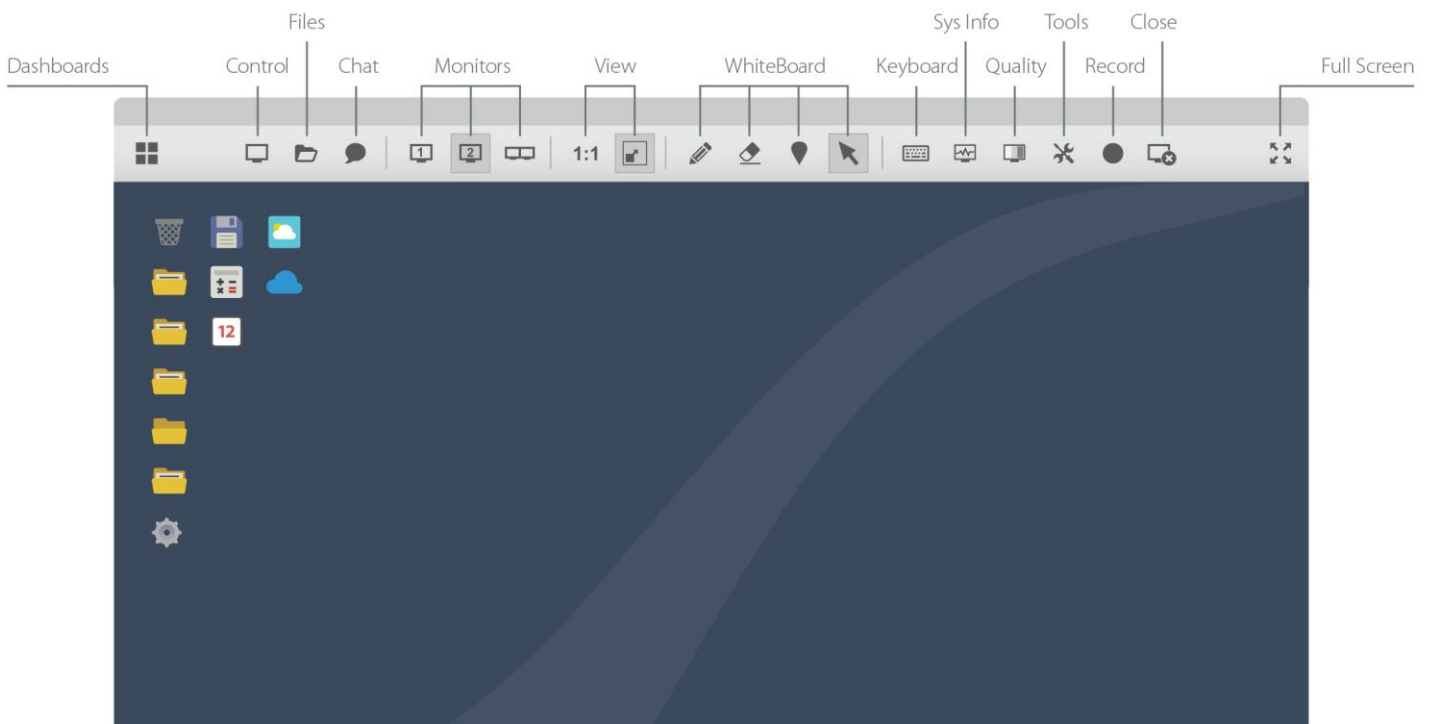 Files Sys Info Tools Close
Dashboards Control Chat Monitors View WhiteBoard Keyboard Quality Record Full Screen
1 2 1:1
12